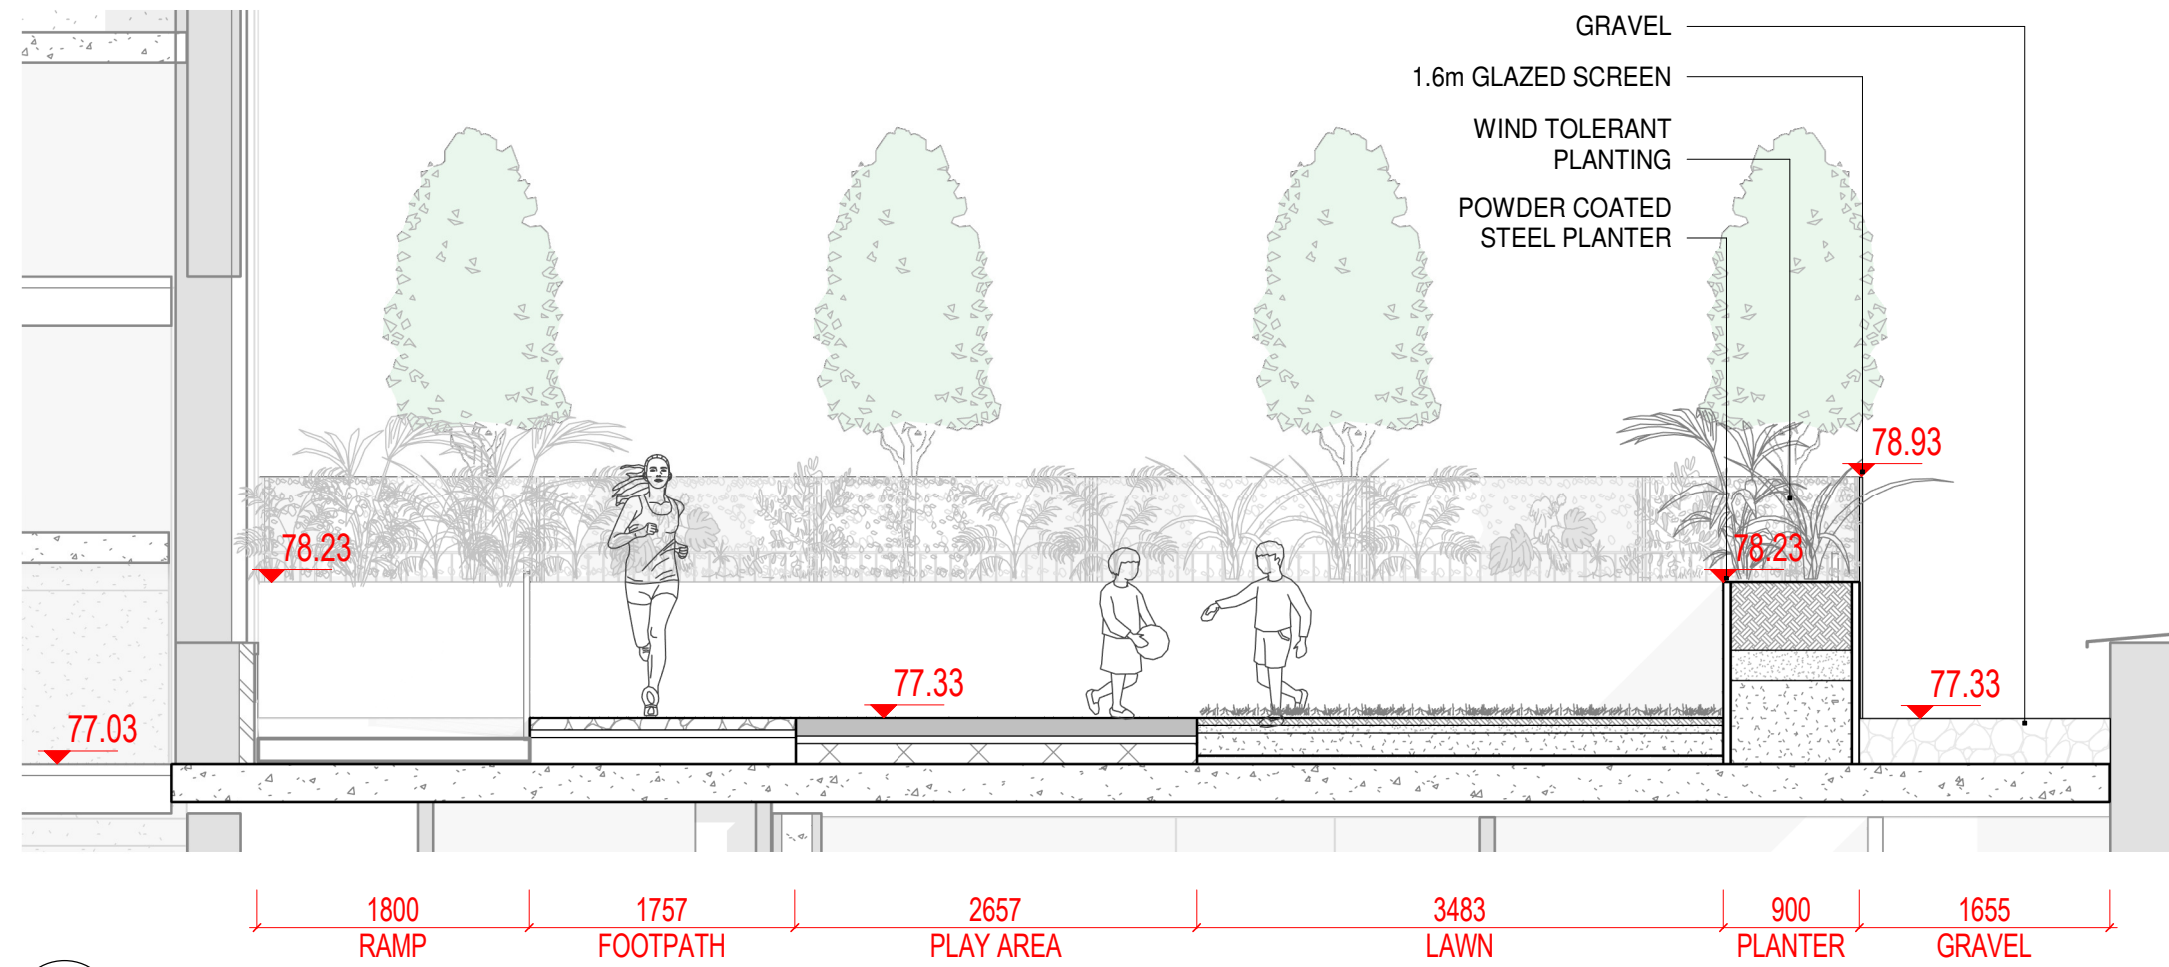 GRAVEL
1.6m GLAZED SCREEN
WIND TOLERANT
PLANTING
POWDER COATED
STEEL PLANTER
78.93
78.23
78.23
77.33
77.33
77.03
1800
RAMP
1757
FOOTPATH
2657
PLAY AREA
3483
LAWN
900
PLANTER
1655
GRAVEL